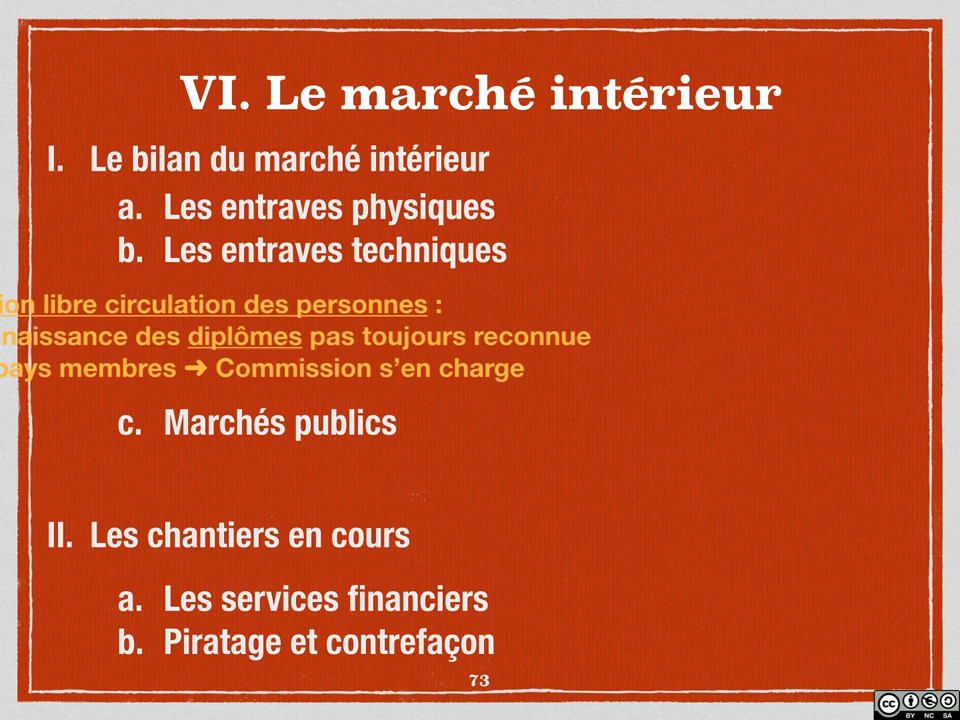 VI. Le marché intérieur
I. Le bilan du marché intérieur
a. Les entraves physiques
b. Les entraves techniques
libre circulation des personnes :
des diplômes pas toujours reconnue
pays membres ➜ Commission s’en charge
c. Marchés publics
II. Les chantiers en cours
a. Les services financiers
b. Piratage et contrefaçon
73
cc BY NC SA